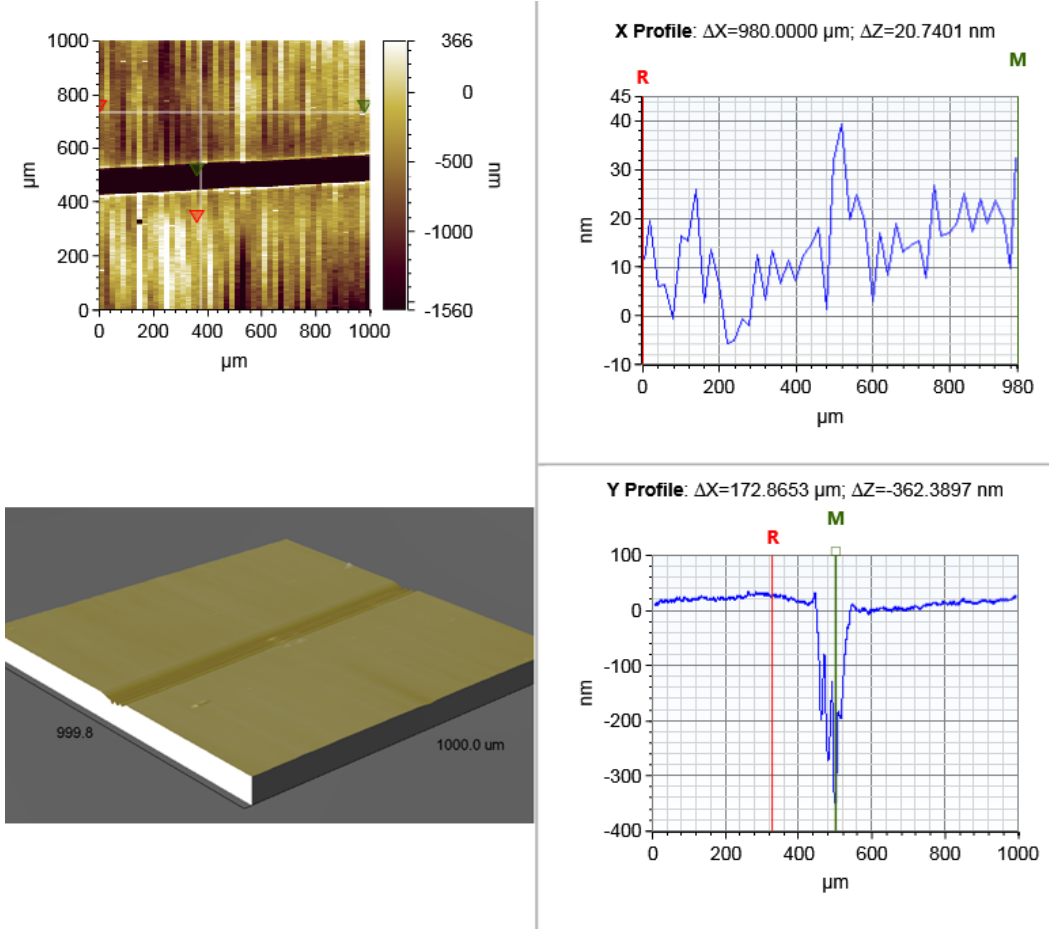 1000
800
600
400
200
0
µm
0 200 400 600 800 1000
µm
366
0
-500
-1000
-1560
nm
X Profile: ΔX=980.0000 µm; ΔZ=20.7401 nm
R
M
45
40
30
20
10
0
-10
nm
0 200 400 600 800 980
µm
999.8
1000.0 um
Y Profile: ΔX=172.8653 µm; ΔZ=-362.3897 nm
M
R
100
0
-100
-200
-300
-400
nm
0 200 400 600 800 1000
µm